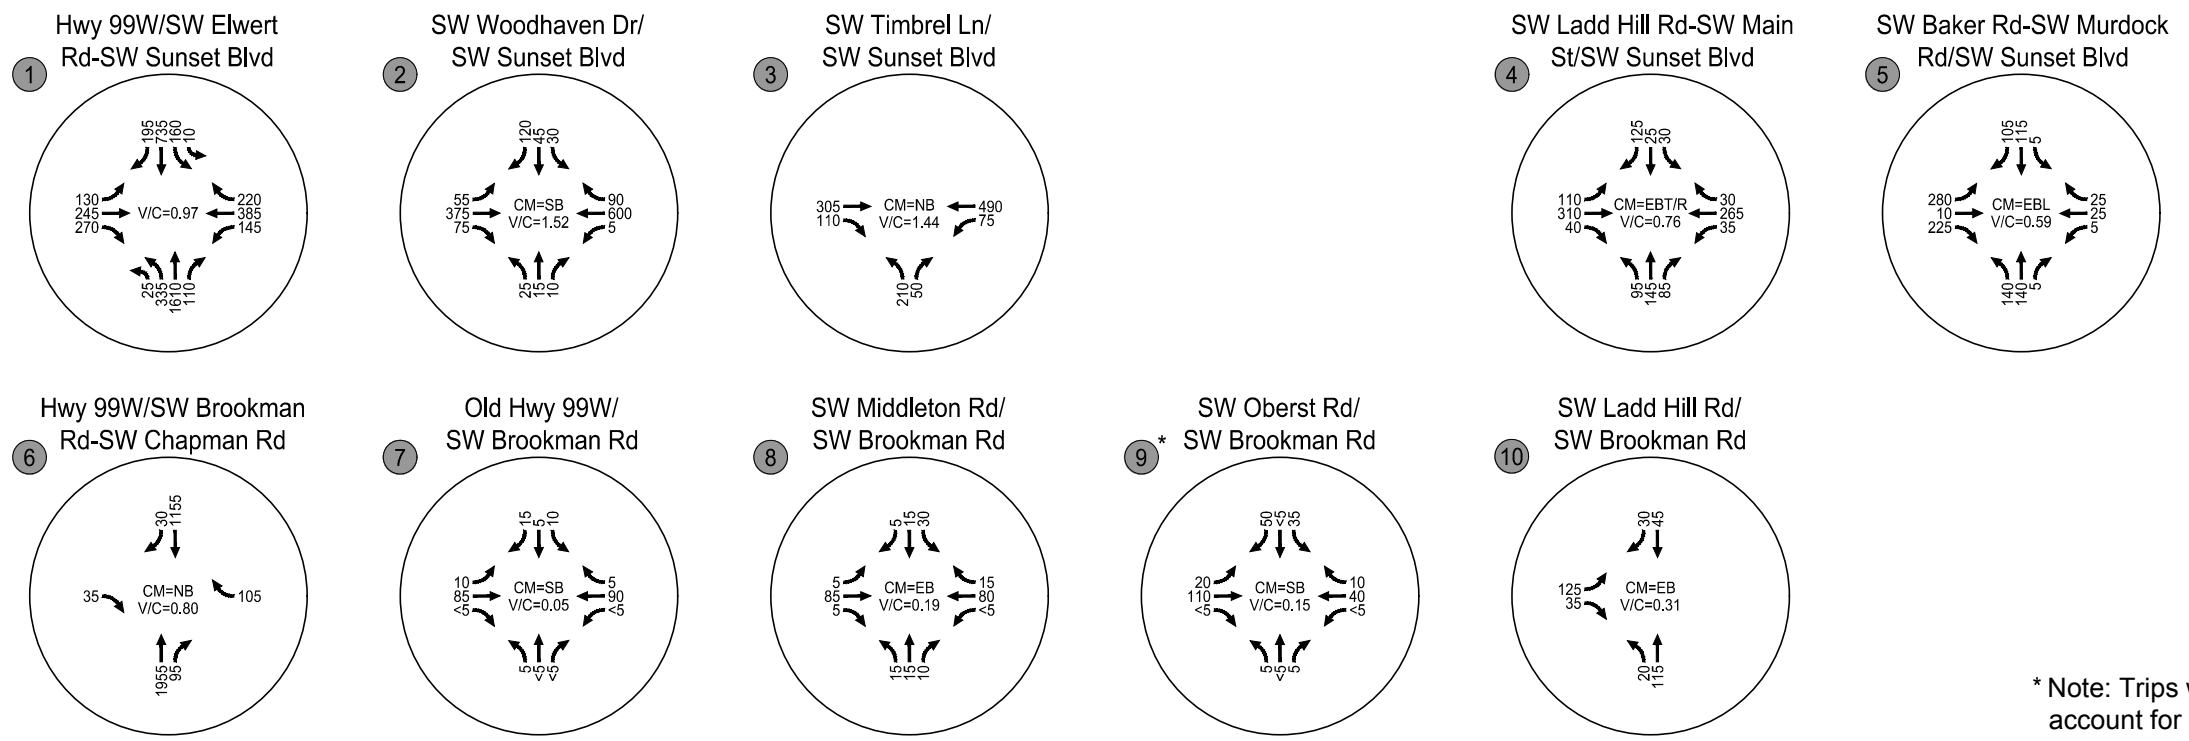 Hwy 99W/SW Elwert
Rd-SW Sunset Blvd
1
195 735 160 10
130
245
270
V/C=0.97
220
385
145
25 335 1610 110
SW Woodhaven Dr/
SW Sunset Blvd
2
120 45 30
55
375
75
CM=SB
V/C=1.52
90
600
5
25 15 10
SW Timbrel Ln/
SW Sunset Blvd
3
305
110
CM=NB
V/C=1.44
490
75
210 50
SW Ladd Hill Rd-SW Main
St/SW Sunset Blvd
4
125 25 30
110
310
40
CM=EBT/R
V/C=0.76
30
265
35
95 145 85
SW Baker Rd-SW Murdock
Rd/SW Sunset Blvd
5
105 115 5
280
10
225
CM=EBL
V/C=0.59
25
25
5
140 140 5
Hwy 99W/SW Brookman
Rd-SW Chapman Rd
6
30 1155
35
CM=NB
V/C=0.80
105
1955 95
Old Hwy 99W/
SW Brookman Rd
7
15 5 10
10
85
<5
CM=SB
V/C=0.05
5
90
<5
5 <5 <5
SW Middleton Rd/
SW Brookman Rd
8
5 15 30
5
85
5
CM=EB
V/C=0.19
15
80
<5
15 15 10
SW Oberst Rd/
SW Brookman Rd
9 *
50 <5 35
20
110
<5
CM=SB
V/C=0.15
10
40
<5
5 <5 5
SW Ladd Hill Rd/
SW Brookman Rd
10
30 45
125
35
CM=EB
V/C=0.31
20 115
* Note: Trips
account for